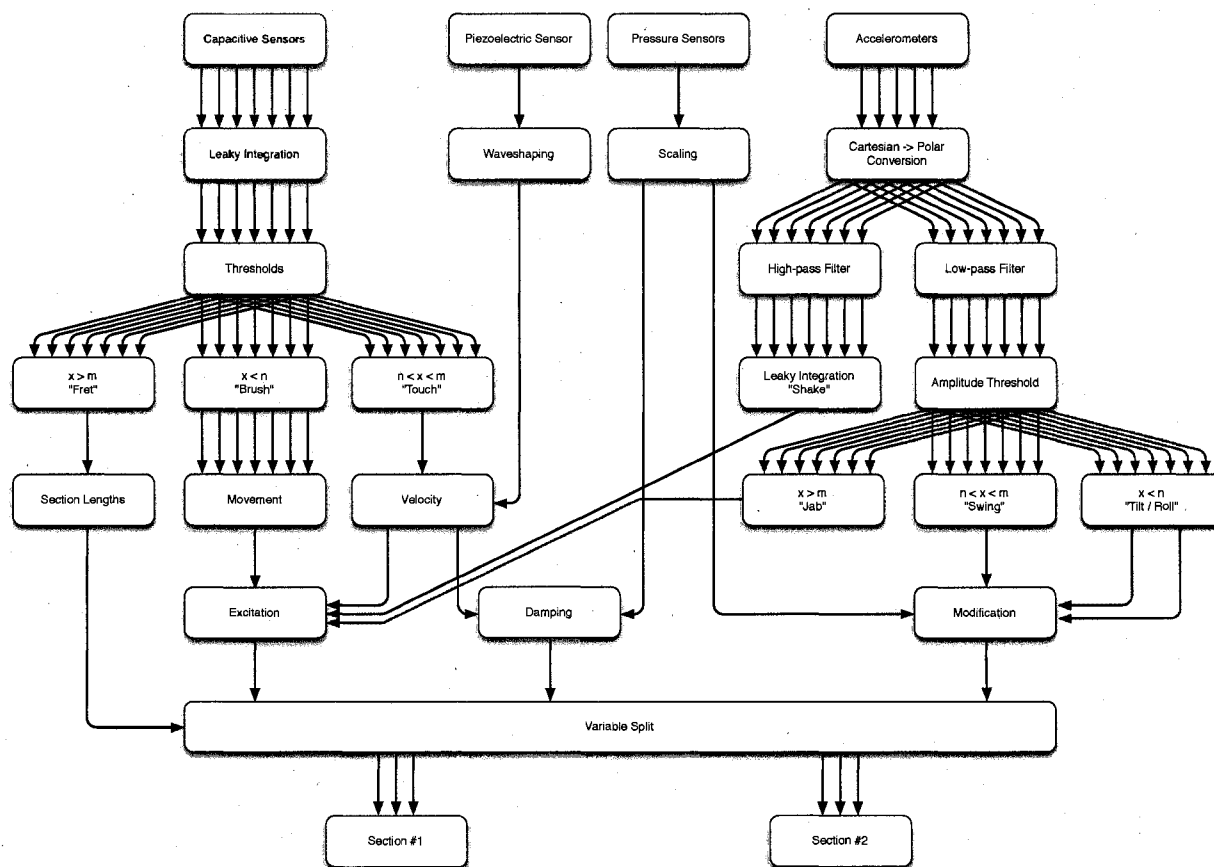 Capacitive Sensors
Piezoelectric Sensor
Pressure Sensors
Accelerometers
Leaky Integration
Waveshaping
Scaling
Cartesian -> Polar
Conversion
Thresholds
High-pass Filter
Low-pass Filter
x > m
"Fret"
x < n
"Brush"
n < x < m
"Touch"
Leaky Integration
"Shake"
Amplitude Threshold
Section Lengths
Movement
Velocity
x > m
"Jab"
n < x < m
"Swing"
x < n
"Tilt / Roll"
Excitation
Damping
Modification
Variable Split
Section #1
Section #2